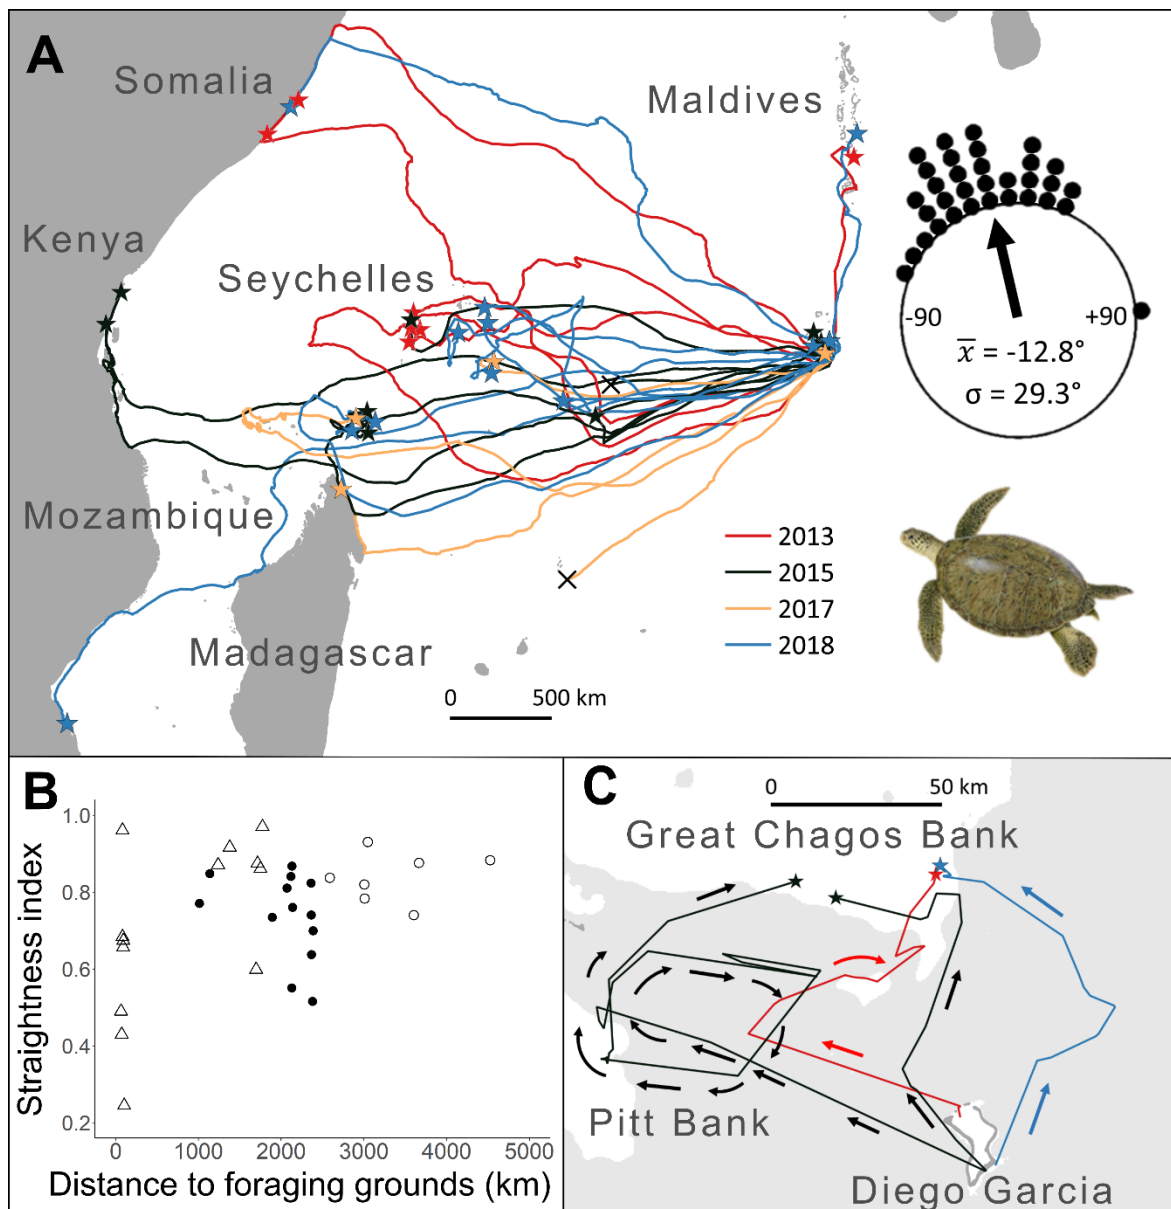 A
Somalia
Maldives
Kenya
Seychelles
-90
+90
x̄ = -12.8°
σ = 29.3°
Mozambique
2013
2015
2017
2018
Madagascar
0 500 km
B
1.0
0.8
0.6
0.4
0.2
Straightness index
0 1000 2000 3000 4000 5000
Distance to foraging grounds (km)
C
0 50 km
Great Chagos Bank
Pitt Bank
Diego Garcia